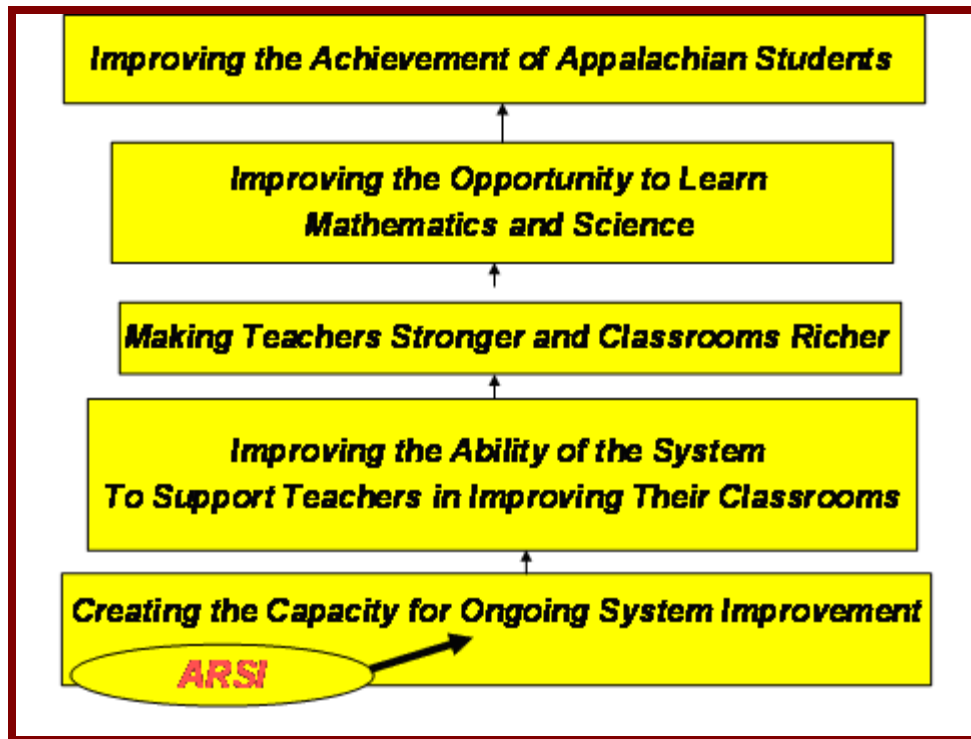 Improving the Achievement of Appalachian Students
Improving the Opportunity to Learn
Mathematics and Science
Making Teachers Stronger and Classrooms Richer
Improving the Ability of the System
To Support Teachers in Improving Their Classrooms
Creating the Capacity for Ongoing System Improvement
ARSI